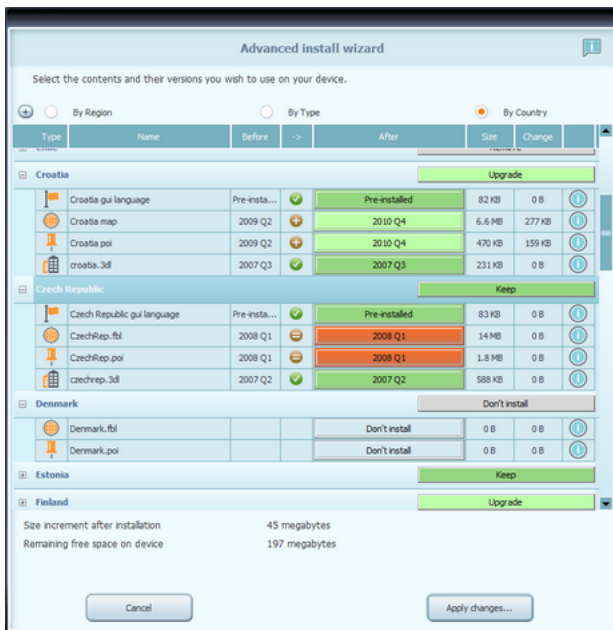 Advanced install wizard
Select the contents and their versions you wish to use on your device.
By Region By Type By Country
Type Name Before -> After Size Change
Croatia Upgrade
Croatia gui language Pre-insta... Pre-installed 82 KB 0 B
Croatia map 2009 Q2 2010 Q4 6.6 MB 277 KB
Croatia poi 2009 Q2 2010 Q4 470 KB 159 KB
croatia.3dl 2007 Q3 2007 Q3 231 KB 0 B
Czech Republic Keep
Czech Republic gui language Pre-insta... Pre-installed 83 KB 0 B
CzechRep.fbl 2008 Q1 2008 Q1 14 MB 0 B
CzechRep.poi 2008 Q1 2008 Q1 1.8 MB 0 B
czechrep.3dl 2007 Q2 2007 Q2 588 KB 0 B
Denmark Don't install
Denmark.fbl Don't install 0 B 0 B
Denmark.poi Don't install 0 B 0 B
Estonia Keep
Finland Upgrade
Size increment after installation 45 megabytes
Remaining free space on device 197 megabytes
Cancel Apply changes...